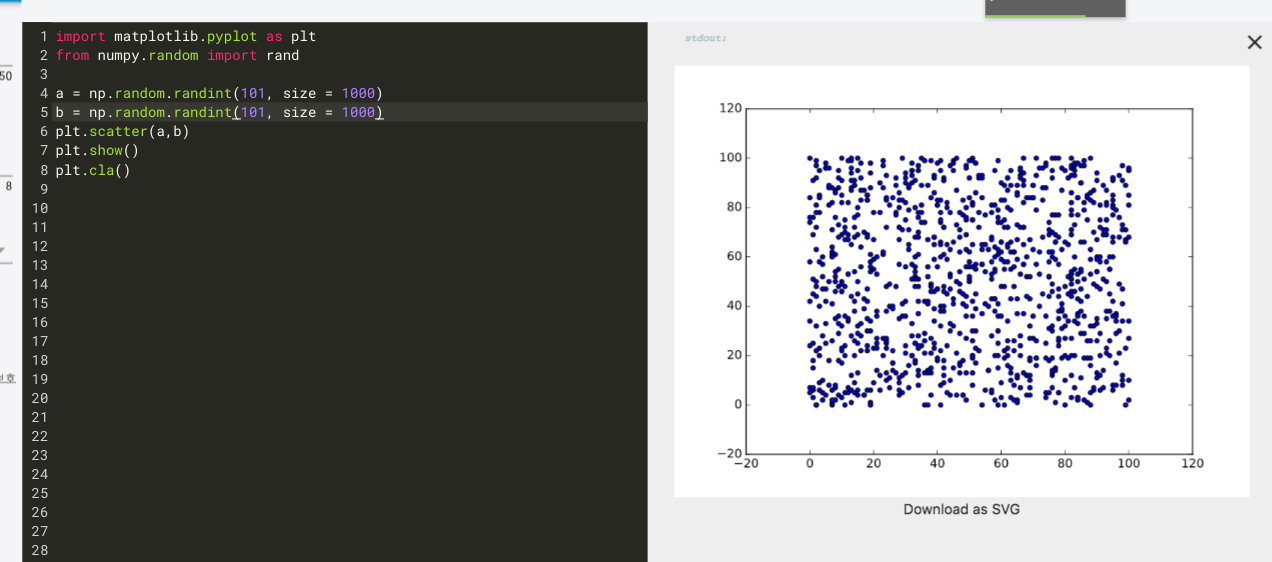 50
8
호
1 import matplotlib.pyplot as plt
2 from numpy.random import rand
3
4 a = np.random.randint(101, size = 1000)
5 b = np.random.randint(101, size = 1000)
6 plt.scatter(a,b)
7 plt.show()
8 plt.cla()
9
10
11
12
13
14
15
16
17
18
19
20
21
22
23
24
25
26
27
28
stdout:
120
100
80
60
40
20
0
−20
−20 0 20 40 60 80 100 120
Download as SVG